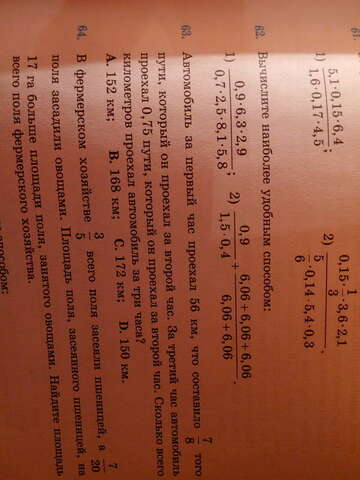 61.
1) 5,1·0,15·6,4 / 1,6·0,17·4,5; 2) 0,15·1/3·3,6·2,1 / 5/6·0,14·5,4·0,3.
62. Вычислите наиболее удобным способом:
1) 0,9·6,3·2,9 / 0,7·2,5·8,1·5,8; 2) 0,9 / 1,5·0,4 + 6,06+6,06+6,06 / 6,06+6,06.
63. Автомобиль за первый час проехал 56 км, что составило 7/8 того
пути, который он проехал за второй час. За третий час автомобиль
проехал 0,75 пути, который он проехал за второй час. Сколько всего
километров проехал автомобиль за три часа?
A. 152 км; B. 168 км; C. 172 км; D. 150 км.
64. В фермерском хозяйстве 3/5 всего поля засеяли пшеницей, а 7/20
поля засадили овощами. Площадь поля, засеянного пшеницей, на
17 га больше площади поля, занятого овощами. Найдите площадь
всего поля фермерского хозяйства.
способом: